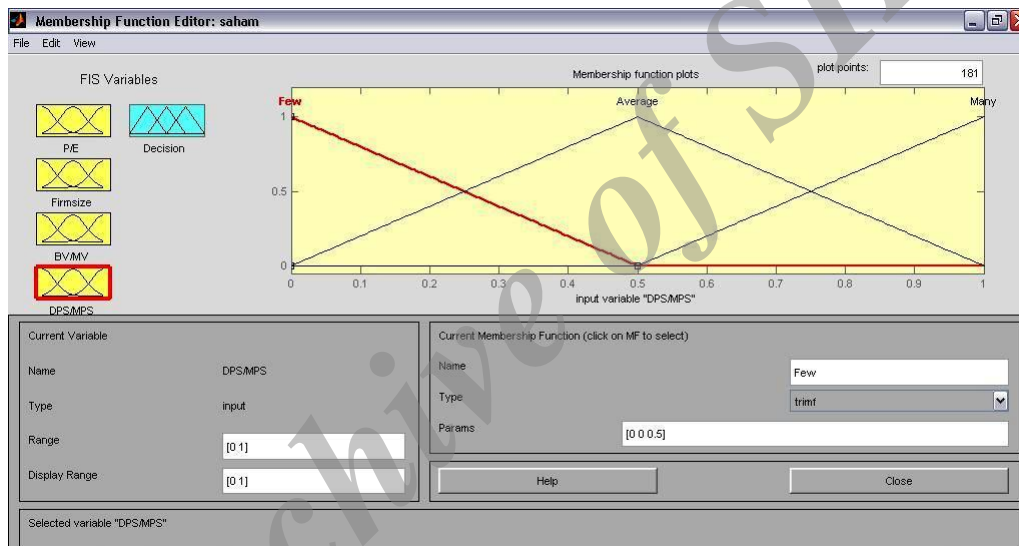 Membership Function Editor: saham
File Edit View
FIS Variables
P/E
Decision
Firmsize
BV/MV
DPS/MPS
Membership function plots
plot points:
181
Few
Average
Many
1
0.5
0
0 0.1 0.2 0.3 0.4 0.5 0.6 0.7 0.8 0.9 1
input variable "DPS/MPS"
Current Variable
Name DPS/MPS
Type input
Range [0 1]
Display Range [0 1]
Current Membership Function (click on MF to select)
Name Few
Type trimf
Params [0 0 0.5]
Help Close
Selected variable "DPS/MPS"
chive of SI